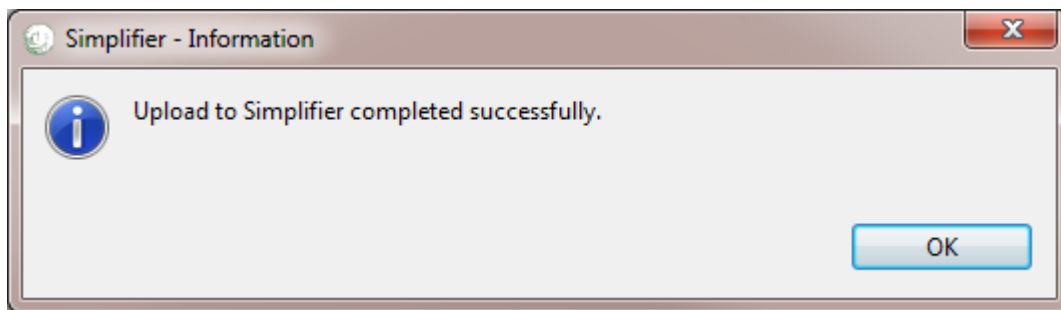 Simplifier - Information
Upload to Simplifier completed successfully.
OK